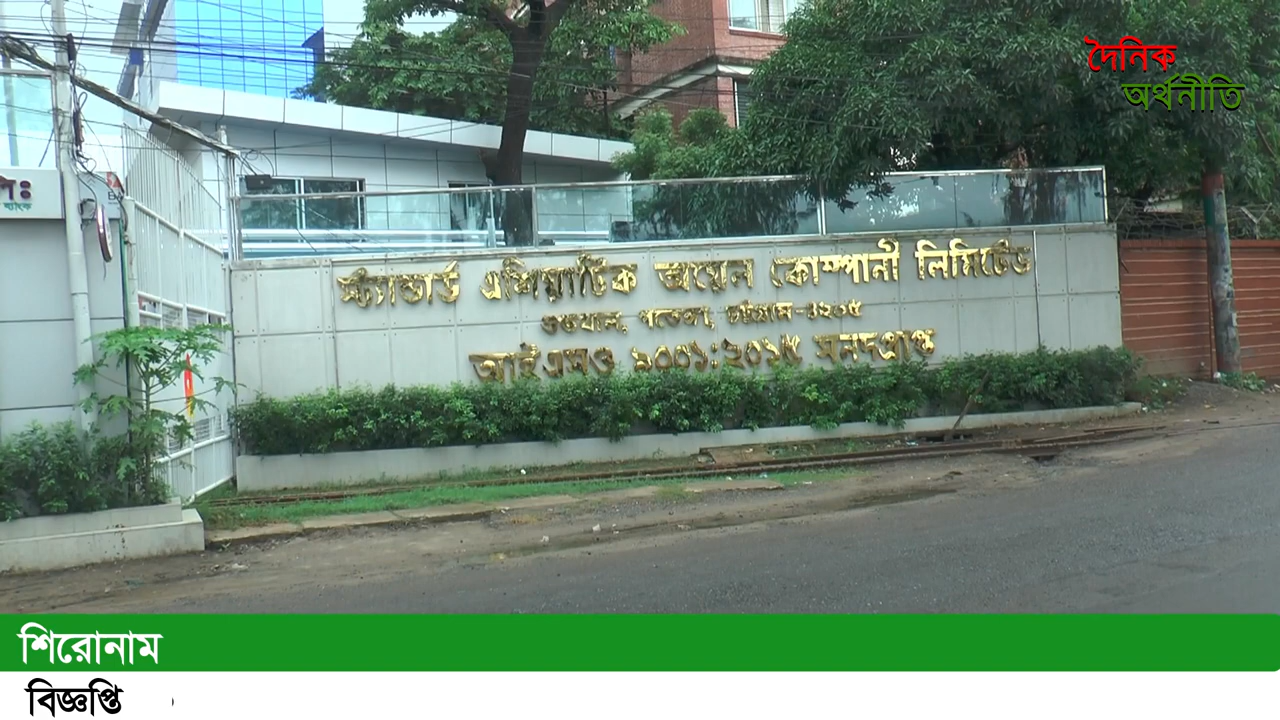 দৈনিক
অর্থনীতি
স্ট্যান্ডার্ড এশিয়াটিক অয়েল কোম্পানী লিমিটেড
গুপ্তখাল, পতেঙ্গা, চট্টগ্রাম-৪২০৫
আইএসও ৯০০১:২০১৫ সনদপ্রাপ্ত
শিরোনাম
বিজ্ঞপ্তি